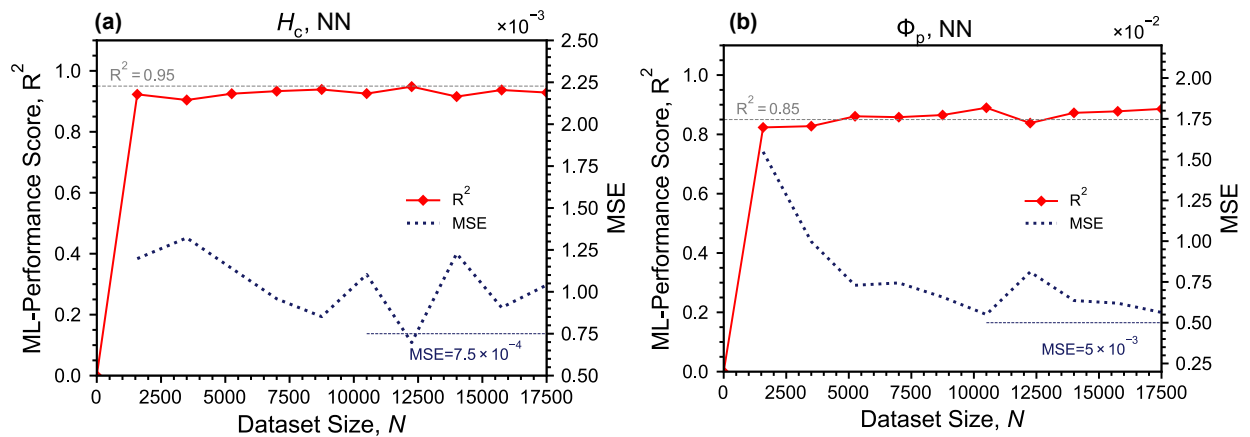 (a)
H_c, NN
×10⁻³
R² = 0.95
ML-Performance Score, R²
1.0
0.8
0.6
0.4
0.2
0.0
R²
MSE
MSE=7.5 × 10⁻⁴
2.50
2.25
2.00
1.75
1.50
1.25
1.00
0.75
0.50
MSE
0 2500 5000 7500 10000 12500 15000 17500
Dataset Size, N
(b)
Φ_p, NN
×10⁻²
R² = 0.85
ML-Performance Score, R²
1.0
0.8
0.6
0.4
0.2
0.0
R²
MSE
MSE=5 × 10⁻³
2.00
1.75
1.50
1.25
1.00
0.75
0.50
0.25
MSE
0 2500 5000 7500 10000 12500 15000 17500
Dataset Size, N